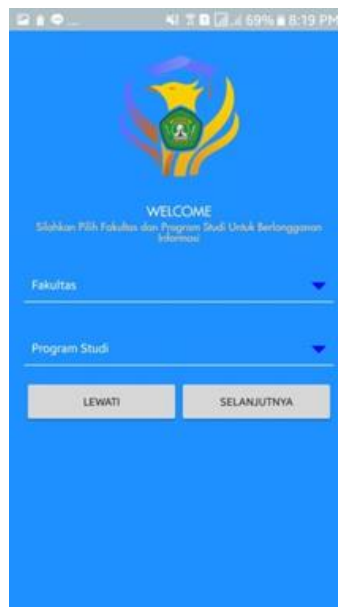 69% 8:19 PM
WELCOME
Silahkan Pilih Fakultas dan Program Studi Untuk Berlangganan
Informasi
Fakultas
Program Studi
LEWATI SELANJUTNYA